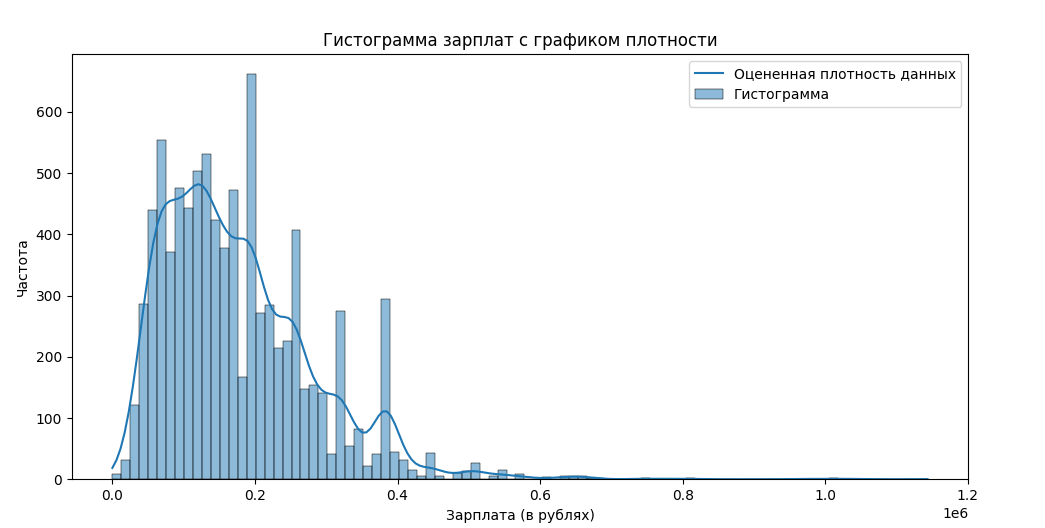 Гистограмма зарплат с графиком плотности
Оцененная плотность данных
Гистограмма
Частота
600
500
400
300
200
100
0
0.0 0.2 0.4 0.6 0.8 1.0 1.2
1e6
Зарплата (в рублях)